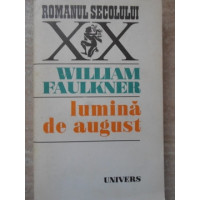 ROMANUL SECOLULUI
XX
WILLIAM
FAULKNER
lumină
de august
UNIVERS